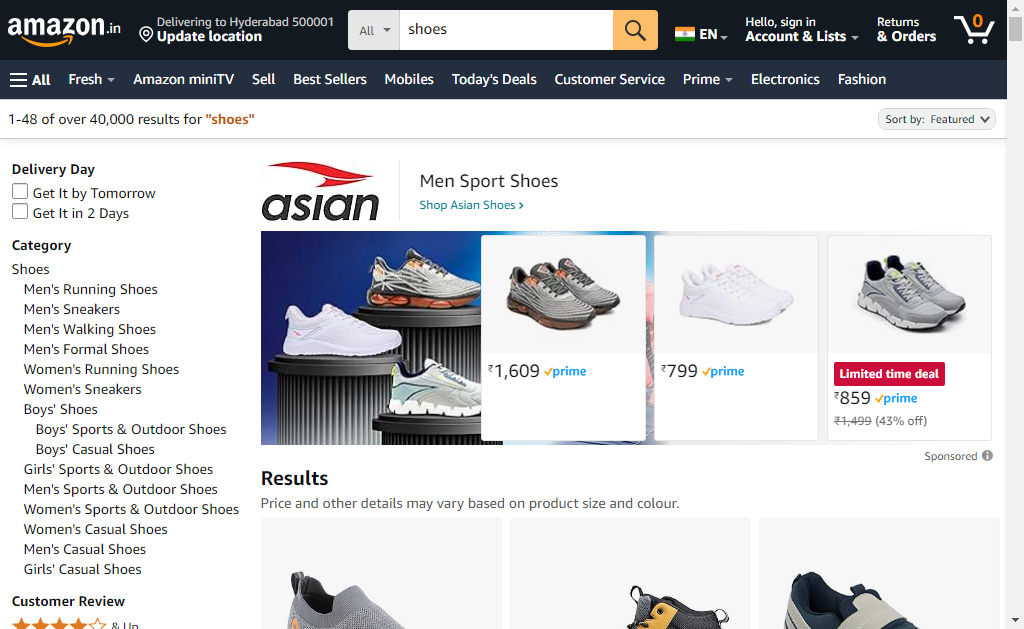 amazon.in
Delivering to Hyderabad 500001
Update location
All
shoes
EN
Hello, sign in
Account & Lists
Returns
& Orders
0
All
Fresh
Amazon miniTV
Sell
Best Sellers
Mobiles
Today's Deals
Customer Service
Prime
Electronics
Fashion
1-48 of over 40,000 results for "shoes"
Sort by: Featured
Delivery Day
Get It by Tomorrow
Get It in 2 Days
Category
Shoes
Men's Running Shoes
Men's Sneakers
Men's Walking Shoes
Men's Formal Shoes
Women's Running Shoes
Women's Sneakers
Boys' Shoes
Boys' Sports & Outdoor Shoes
Boys' Casual Shoes
Girls' Sports & Outdoor Shoes
Men's Sports & Outdoor Shoes
Women's Sports & Outdoor Shoes
Women's Casual Shoes
Men's Casual Shoes
Girls' Casual Shoes
Customer Review
& Up
asian
Men Sport Shoes
Shop Asian Shoes
₹1,609 prime
₹799 prime
Limited time deal
₹859 prime
₹1,499 (43% off)
Sponsored
Results
Price and other details may vary based on product size and colour.